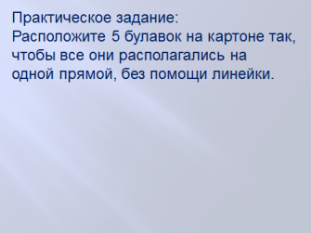 Практическое задание:
Расположите 5 булавок на картоне так,
чтобы все они располагались на
одной прямой, без помощи линейки.